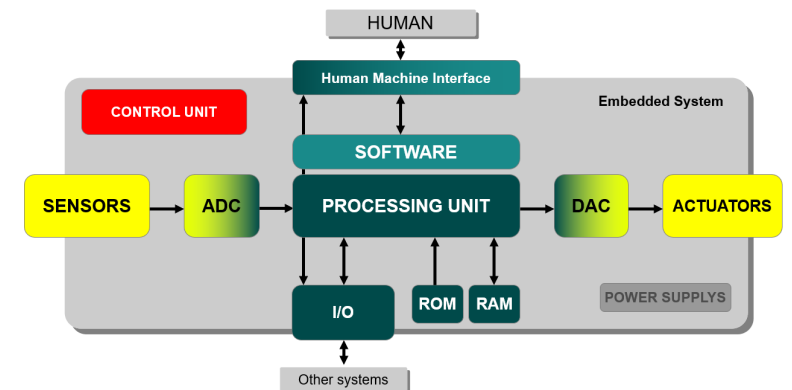 HUMAN
Human Machine Interface
CONTROL UNIT
Embedded System
SOFTWARE
SENSORS
ADC
PROCESSING UNIT
DAC
ACTUATORS
I/O
ROM
RAM
POWER SUPPLYS
Other systems